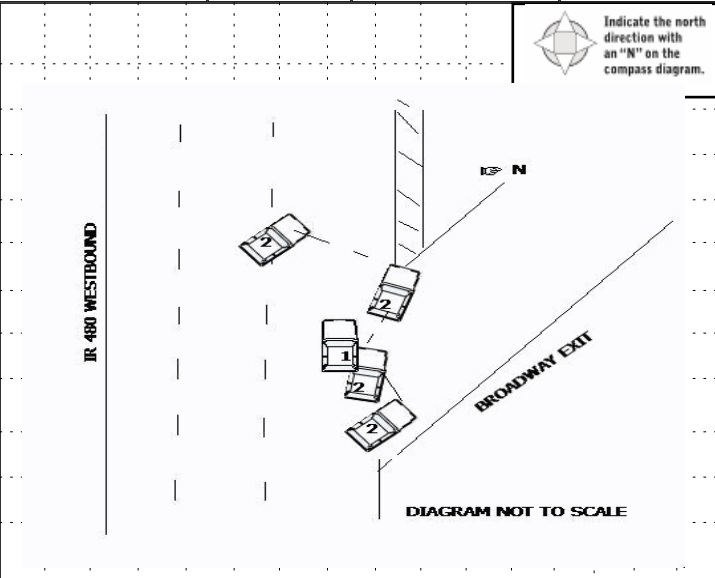 Indicate the north
direction with
an “N” on the
compass diagram.
N
IR 480 WESTBOUND
2
2
1
2
2
BROADWAY EXIT
DIAGRAM NOT TO SCALE